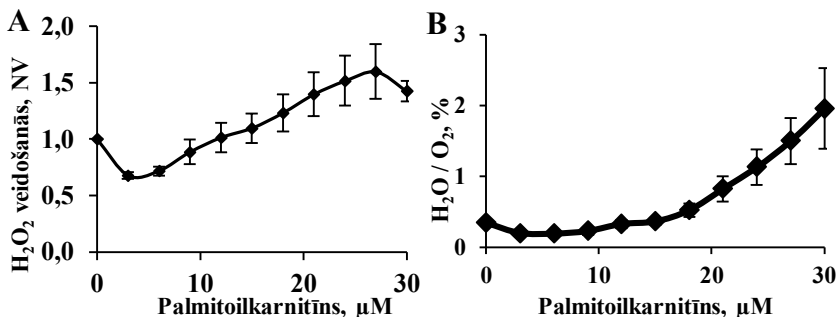 A
H₂O₂ veidošanās, NV
2,0
1,5
1,0
0,5
0,0
0
10
20
30
Palmitoilkarnitīns, µM
B
H₂O / O₂, %
3
2
1
0
0
10
20
30
Palmitoilkarnitīns, µM